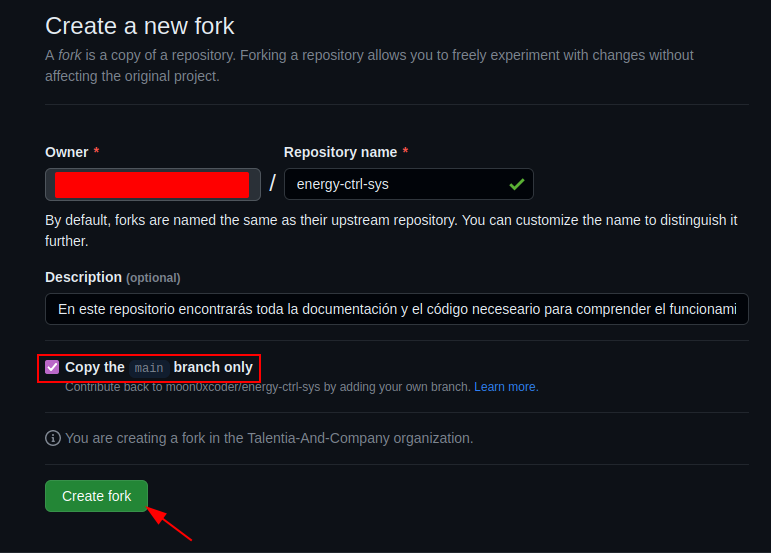 Create a new fork
A fork is a copy of a repository. Forking a repository allows you to freely experiment with changes without
affecting the original project.
Owner * Repository name *
/ energy-ctrl-sys
By default, forks are named the same as their upstream repository. You can customize the name to distinguish it
further.
Description (optional)
En este repositorio encontrarás toda la documentación y el código neceseario para comprender el funcionami
Copy the main branch only
Contribute back to moon0xcoder/energy-ctrl-sys by adding your own branch. Learn more.
You are creating a fork in the Talentia-And-Company organization.
Create fork